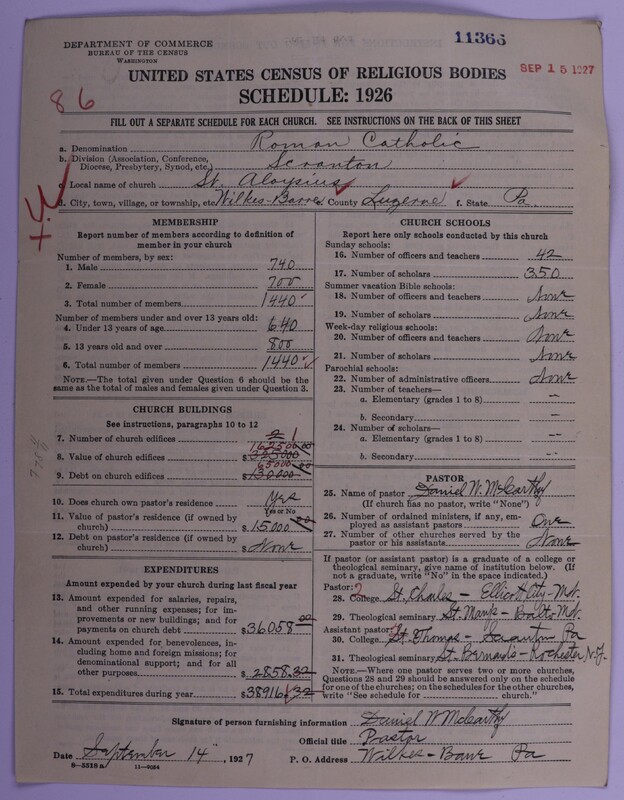 DEPARTMENT OF COMMERCE
BUREAU OF THE CENSUS
WASHINGTON
11366
SEP 15 1927
UNITED STATES CENSUS OF RELIGIOUS BODIES
SCHEDULE: 1926
86
FILL OUT A SEPARATE SCHEDULE FOR EACH CHURCH. SEE INSTRUCTIONS ON THE BACK OF THIS SHEET
a. Denomination Roman Catholic
b. Division (Association, Conference, Diocese, Presbytery, Synod, etc.) Scranton
c. Local name of church St. Aloysius
d. City, town, village, or township, etc. Wilkes-Barre e. County Luzerne f. State Pa.
MEMBERSHIP
Report number of members according to definition of member in your church
Number of members, by sex:
1. Male 740
2. Female 700
3. Total number of members 1440
Number of members under and over 13 years old:
4. Under 13 years of age 640
5. 13 years old and over 800
6. Total number of members 1440
NOTE.—The total given under Question 6 should be the same as the total of males and females given under Question 3.
CHURCH BUILDINGS
See instructions, paragraphs 10 to 12
7. Number of church edifices 2 1
162500.00
8. Value of church edifices $325000
65000.00
9. Debt on church edifices $130000
10. Does church own pastor's residence Yes
Yes or No
11. Value of pastor's residence (if owned by church) $15000.00
12. Debt on pastor's residence (if owned by church) $None
EXPENDITURES
Amount expended by your church during last fiscal year
13. Amount expended for salaries, repairs, and other running expenses; for improvements or new buildings; and for payments on church debt $36058.00
14. Amount expended for benevolences, including home and foreign missions; for denominational support; and for all other purposes $2858.32
15. Total expenditures during year $38916.32
CHURCH SCHOOLS
Report here only schools conducted by this church
Sunday schools:
16. Number of officers and teachers 42
17. Number of scholars 350
Summer vacation Bible schools:
18. Number of officers and teachers None
19. Number of scholars None
Week-day religious schools:
20. Number of officers and teachers None
21. Number of scholars None
Parochial schools:
22. Number of administrative officers None
23. Number of teachers—
a. Elementary (grades 1 to 8) —
b. Secondary —
24. Number of scholars—
a. Elementary (grades 1 to 8) —
b. Secondary —
PASTOR
25. Name of pastor Daniel W. McCarthy
(If church has no pastor, write "None")
26. Number of ordained ministers, if any, employed as assistant pastors One
27. Number of other churches served by the pastor or his assistants None
If pastor (or assistant pastor) is a graduate of a college or theological seminary, give name of institution below. (If not a graduate, write "No" in the space indicated.)
Pastor: 2
28. College St. Charles - Ellicott City - Md.
29. Theological seminary St. Marys - Balto Md.
Assistant pastor: 2
30. College St. Thomas - Scranton Pa
31. Theological seminary St. Bernard's - Rochester N.Y.
NOTE.—Where one pastor serves two or more churches, Questions 28 and 29 should be answered only on the schedule for one of the churches; on the schedules for the other churches, write "See schedule for church."
Signature of person furnishing information Daniel W McCarthy
Official title Pastor
Date September 14, 1927 P. O. Address Wilkes-Barre Pa
8—5518a 11—9024